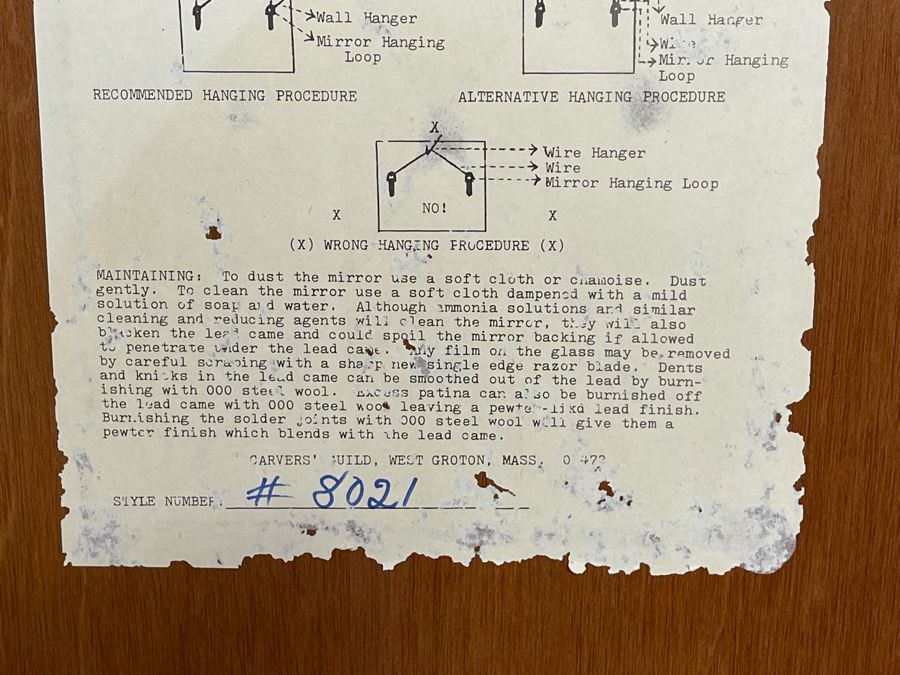 Wall Hanger
Mirror Hanging
Loop
Wall Hanger
Mirror Hanging
Loop
RECOMMENDED HANGING PROCEDURE
ALTERNATIVE HANGING PROCEDURE
X
Wire Hanger
Wire
Mirror Hanging Loop
NO!
X
X
(X) WRONG HANGING PROCEDURE (X)
MAINTAINING: To dust the mirror use a soft cloth or chamoise. Dust
gently. To clean the mirror use a soft cloth dampened with a mild
solution of soap and water. Although ammonia solutions and similar
cleaning and reducing agents will clean the mirror, they will also
blacken the lead came and could spoil the mirror backing if allowed
to penetrate under the lead came. Any film on the glass may be removed
by careful scraping with a sharp new single edge razor blade. Dents
and knicks in the lead came can be smoothed out of the lead by burn-
ishing with 000 steel wool. Excess patina can also be burnished off
the lead came with 000 steel wool leaving a pewter-like lead finish.
Burnishing the solder joints with 000 steel wool will give them a
pewter finish which blends with the lead came.
CARVERS' GUILD, WEST GROTON, MASS.
STYLE NUMBER: # 8021